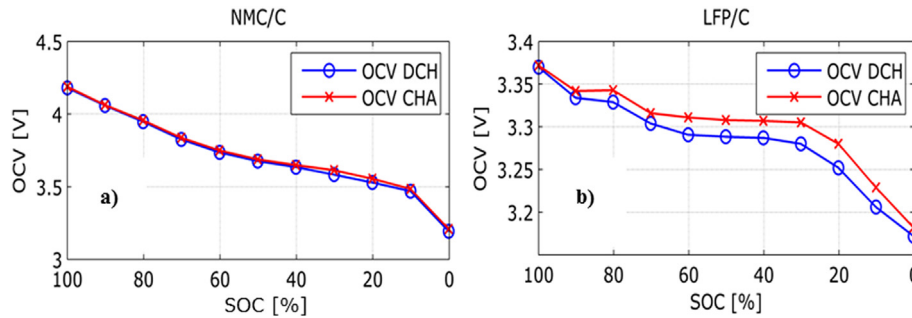 NMC/C
4.5
4
3.5
3
OCV [V]
OCV DCH
OCV CHA
a)
100 80 60 40 20 0
SOC [%]
LFP/C
3.4
3.35
3.3
3.25
3.2
OCV [V]
OCV DCH
OCV CHA
b)
100 80 60 40 20
SOC [%]